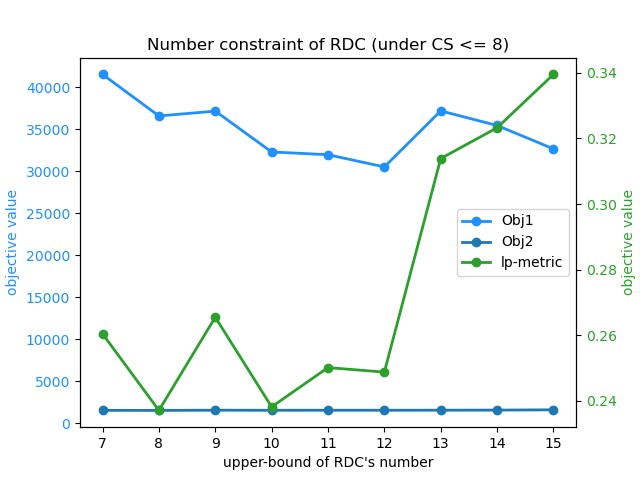 Number constraint of RDC (under CS <= 8)
objective value
40000
35000
30000
25000
20000
15000
10000
5000
0
0.34
0.32
0.30
0.28
0.26
0.24
objective value
Obj1
Obj2
lp-metric
7 8 9 10 11 12 13 14 15
upper-bound of RDC's number